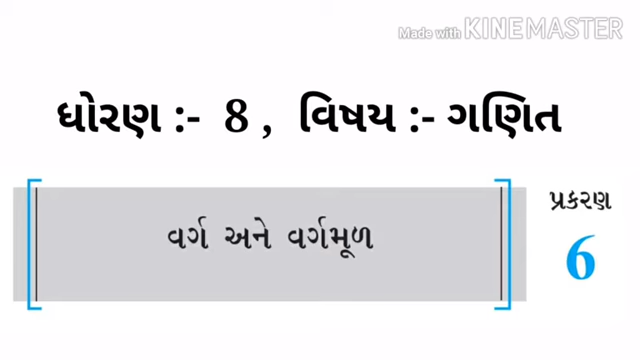 Made with KINEMASTER
ધોરણ :- 8 , વિષય :- ગણિત
પ્રકરણ
વર્ગ અને વર્ગમૂળ
6